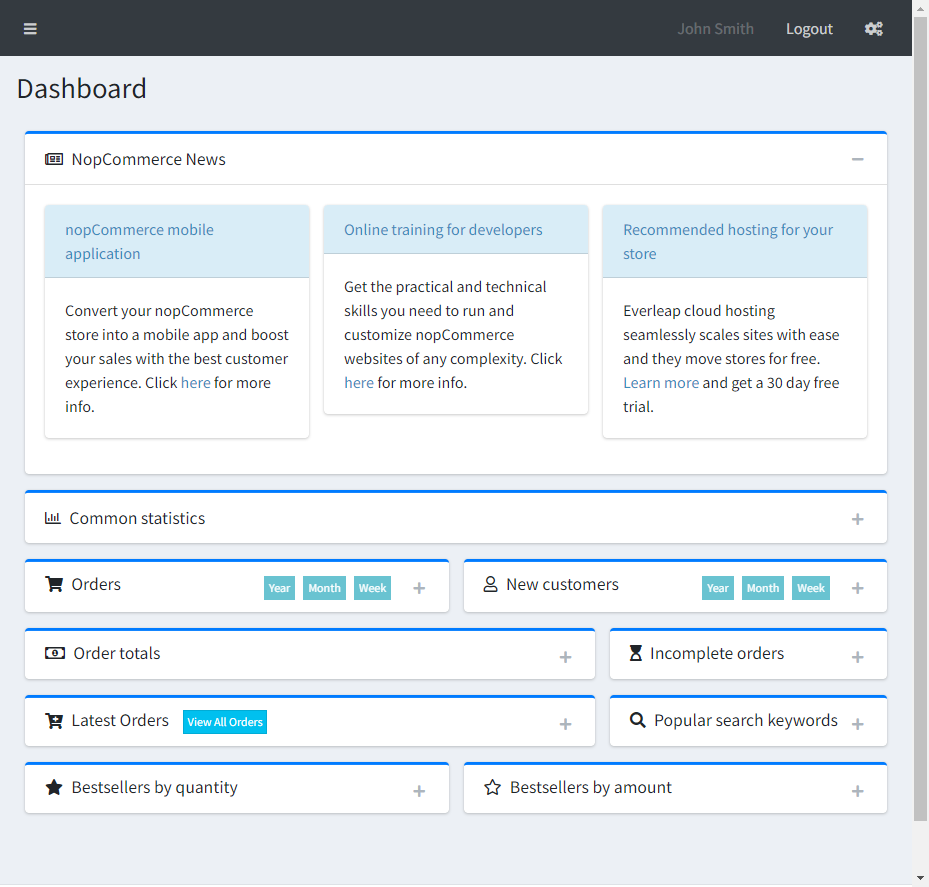 John Smith Logout
Dashboard
NopCommerce News
nopCommerce mobile
application
Convert your nopCommerce
store into a mobile app and boost
your sales with the best customer
experience. Click here for more
info.
Online training for developers
Get the practical and technical
skills you need to run and
customize nopCommerce
websites of any complexity. Click
here for more info.
Recommended hosting for your
store
Everleap cloud hosting
seamlessly scales sites with ease
and they move stores for free.
Learn more and get a 30 day free
trial.
Common statistics
Orders Year Month Week
New customers Year Month Week
Order totals
Incomplete orders
Latest Orders View All Orders
Popular search keywords
Bestsellers by quantity
Bestsellers by amount